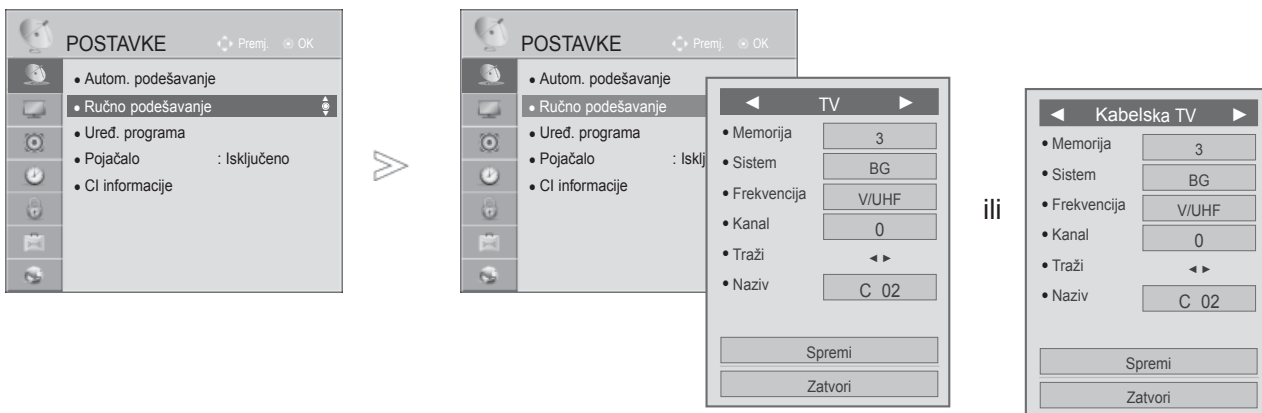 POSTAVKE
Premj. OK
• Autom. podešavanje
• Ručno podešavanje
• Uređ. programa
• Pojačalo : Isključeno
• CI informacije
POSTAVKE
Premj. OK
• Autom. podešavanje
• Ručno podešavanje
• Uređ. programa
• Pojačalo : Isklj
• CI informacije
◄ TV ►
• Memorija 3
• Sistem BG
• Frekvencija V/UHF
• Kanal 0
• Traži ◄ ►
• Naziv C 02
Spremi
Zatvori
ili
◄ Kabelska TV ►
• Memorija 3
• Sistem BG
• Frekvencija V/UHF
• Kanal 0
• Traži ◄ ►
• Naziv C 02
Spremi
Zatvori